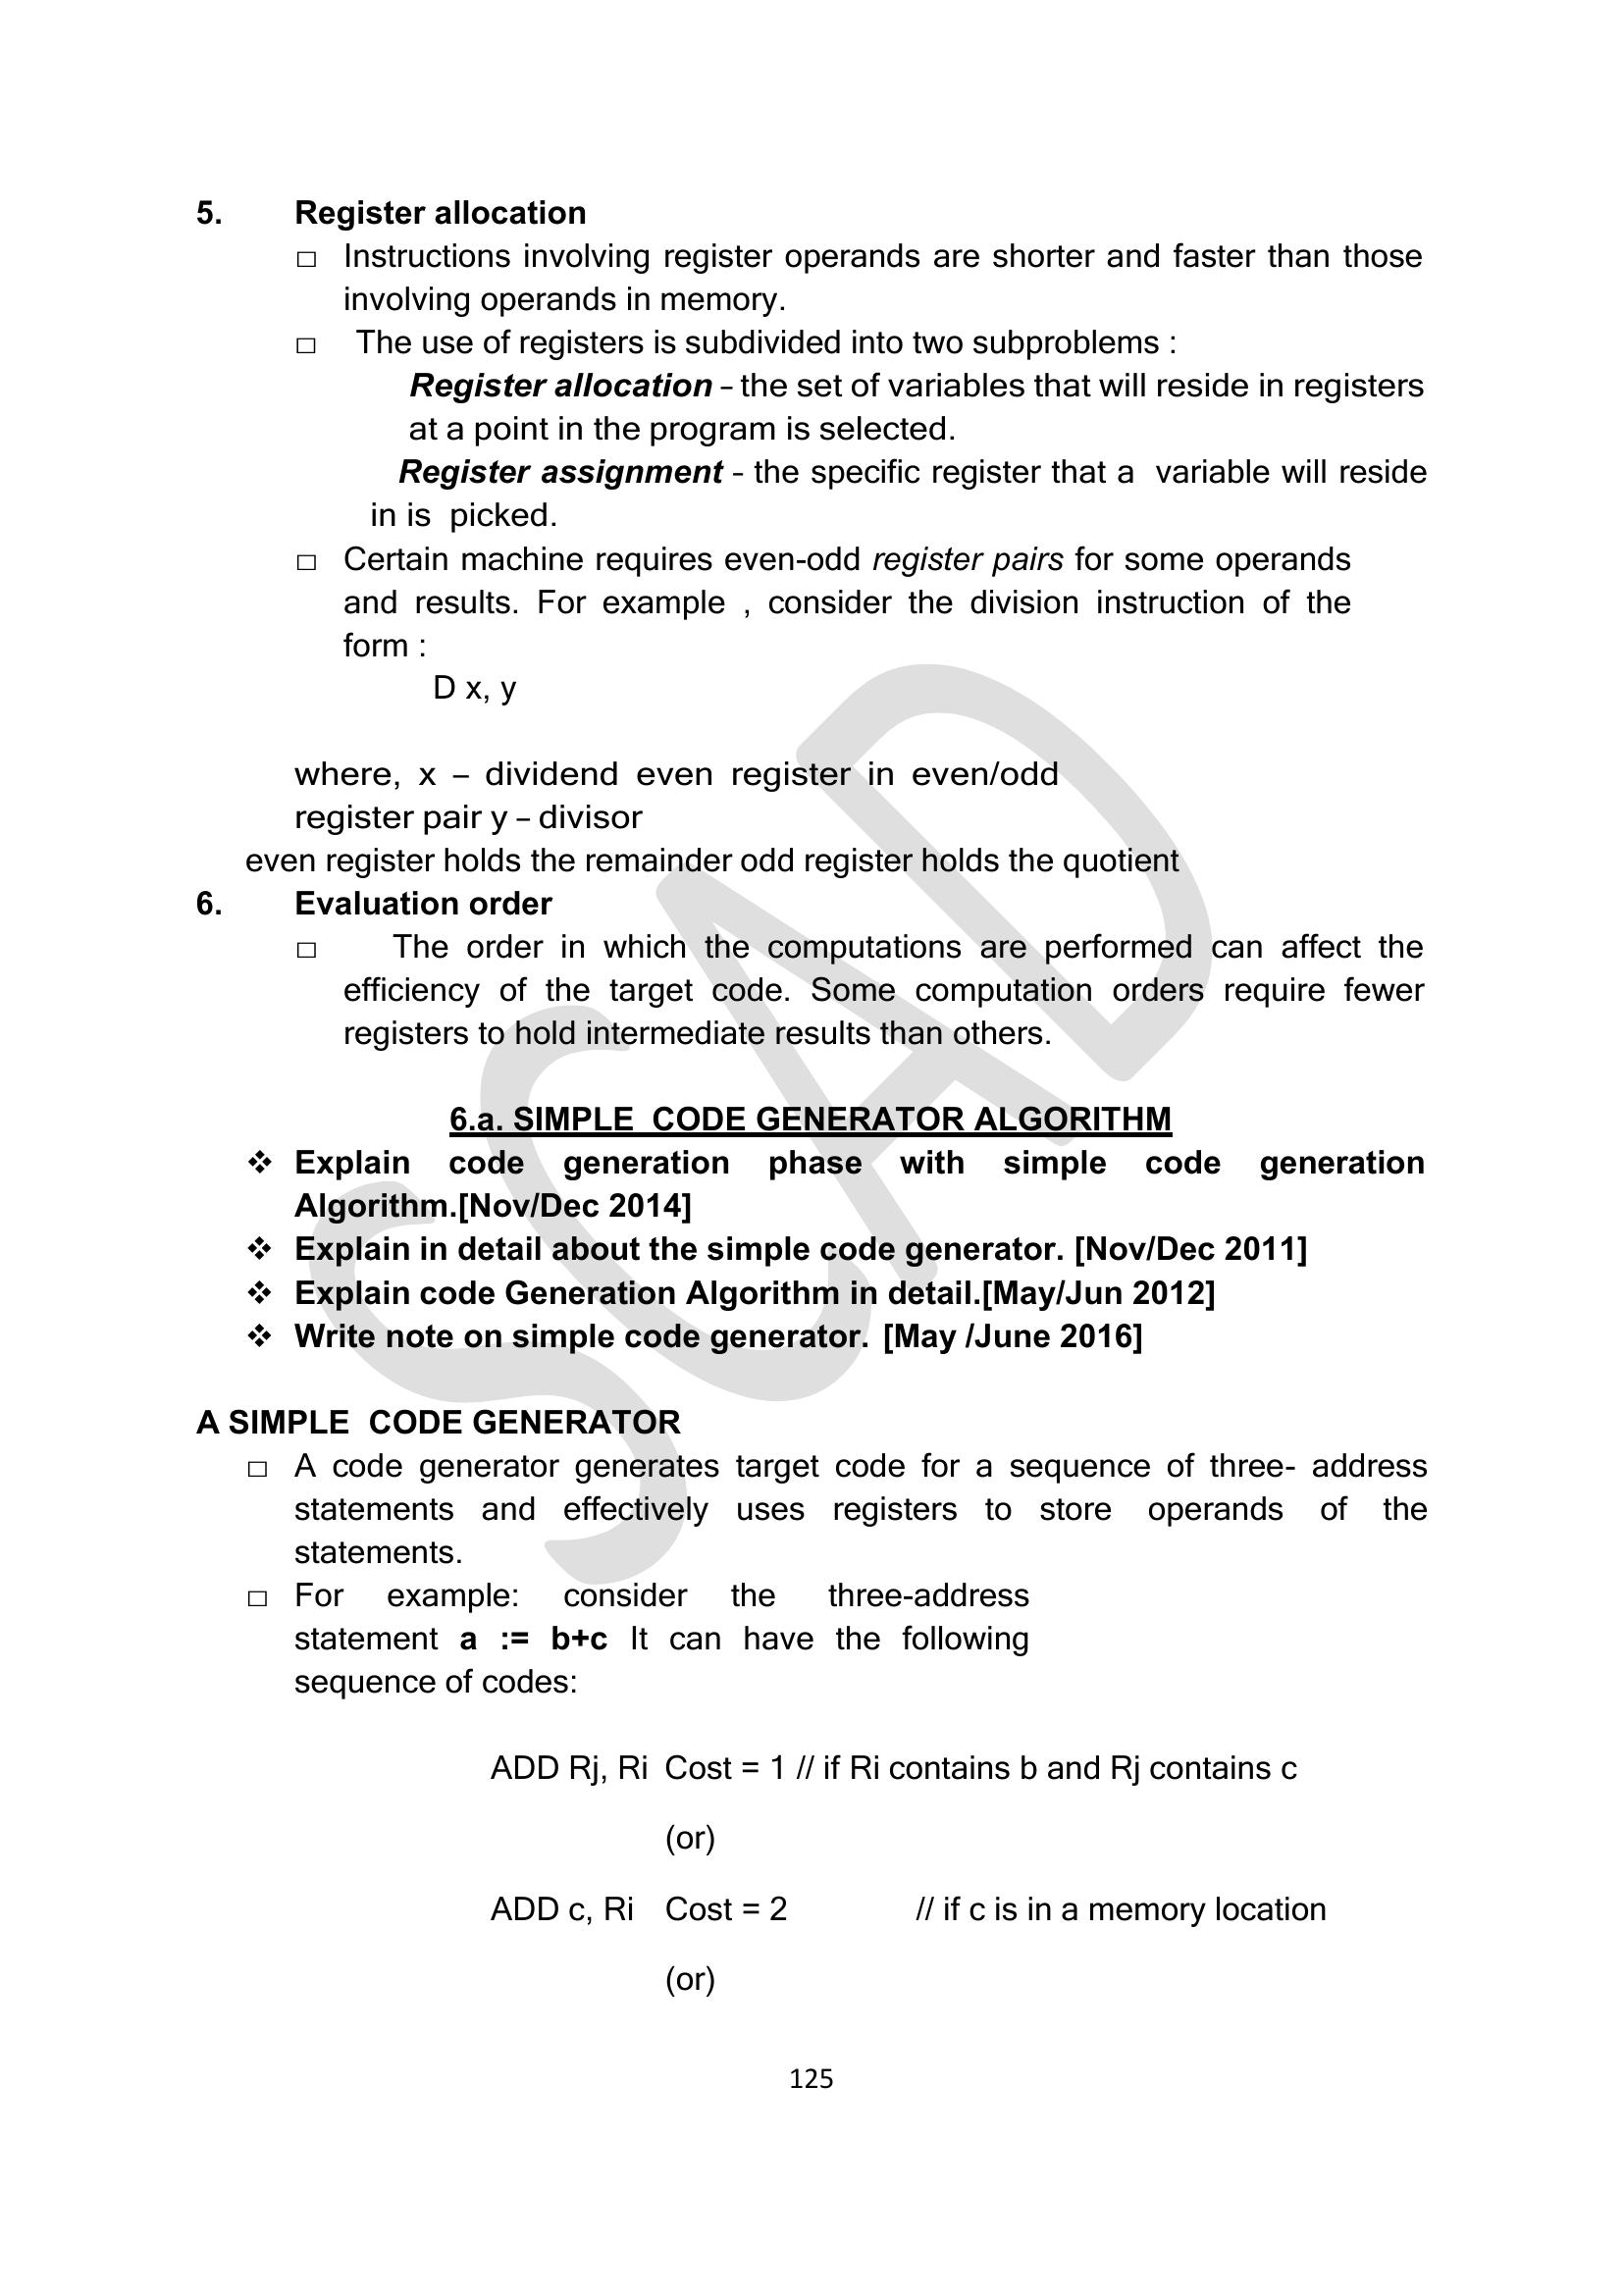 5. Register allocation
□ Instructions involving register operands are shorter and faster than those
involving operands in memory.
□ The use of registers is subdivided into two subproblems :
Register allocation – the set of variables that will reside in registers
at a point in the program is selected.
Register assignment – the specific register that a variable will reside
in is picked.
□ Certain machine requires even-odd register pairs for some operands
and results. For example , consider the division instruction of the
form :
D x, y
where, x – dividend even register in even/odd
register pair y – divisor
even register holds the remainder odd register holds the quotient
6. Evaluation order
□ The order in which the computations are performed can affect the
efficiency of the target code. Some computation orders require fewer
registers to hold intermediate results than others.
6.a. SIMPLE CODE GENERATOR ALGORITHM
❖ Explain code generation phase with simple code generation
Algorithm.[Nov/Dec 2014]
❖ Explain in detail about the simple code generator. [Nov/Dec 2011]
❖ Explain code Generation Algorithm in detail.[May/Jun 2012]
❖ Write note on simple code generator. [May /June 2016]
A SIMPLE CODE GENERATOR
□ A code generator generates target code for a sequence of three- address
statements and effectively uses registers to store operands of the
statements.
□ For example: consider the three-address
statement a := b+c It can have the following
sequence of codes:
ADD Rj, Ri Cost = 1 // if Ri contains b and Rj contains c
(or)
ADD c, Ri Cost = 2 // if c is in a memory location
(or)
125
SCAD